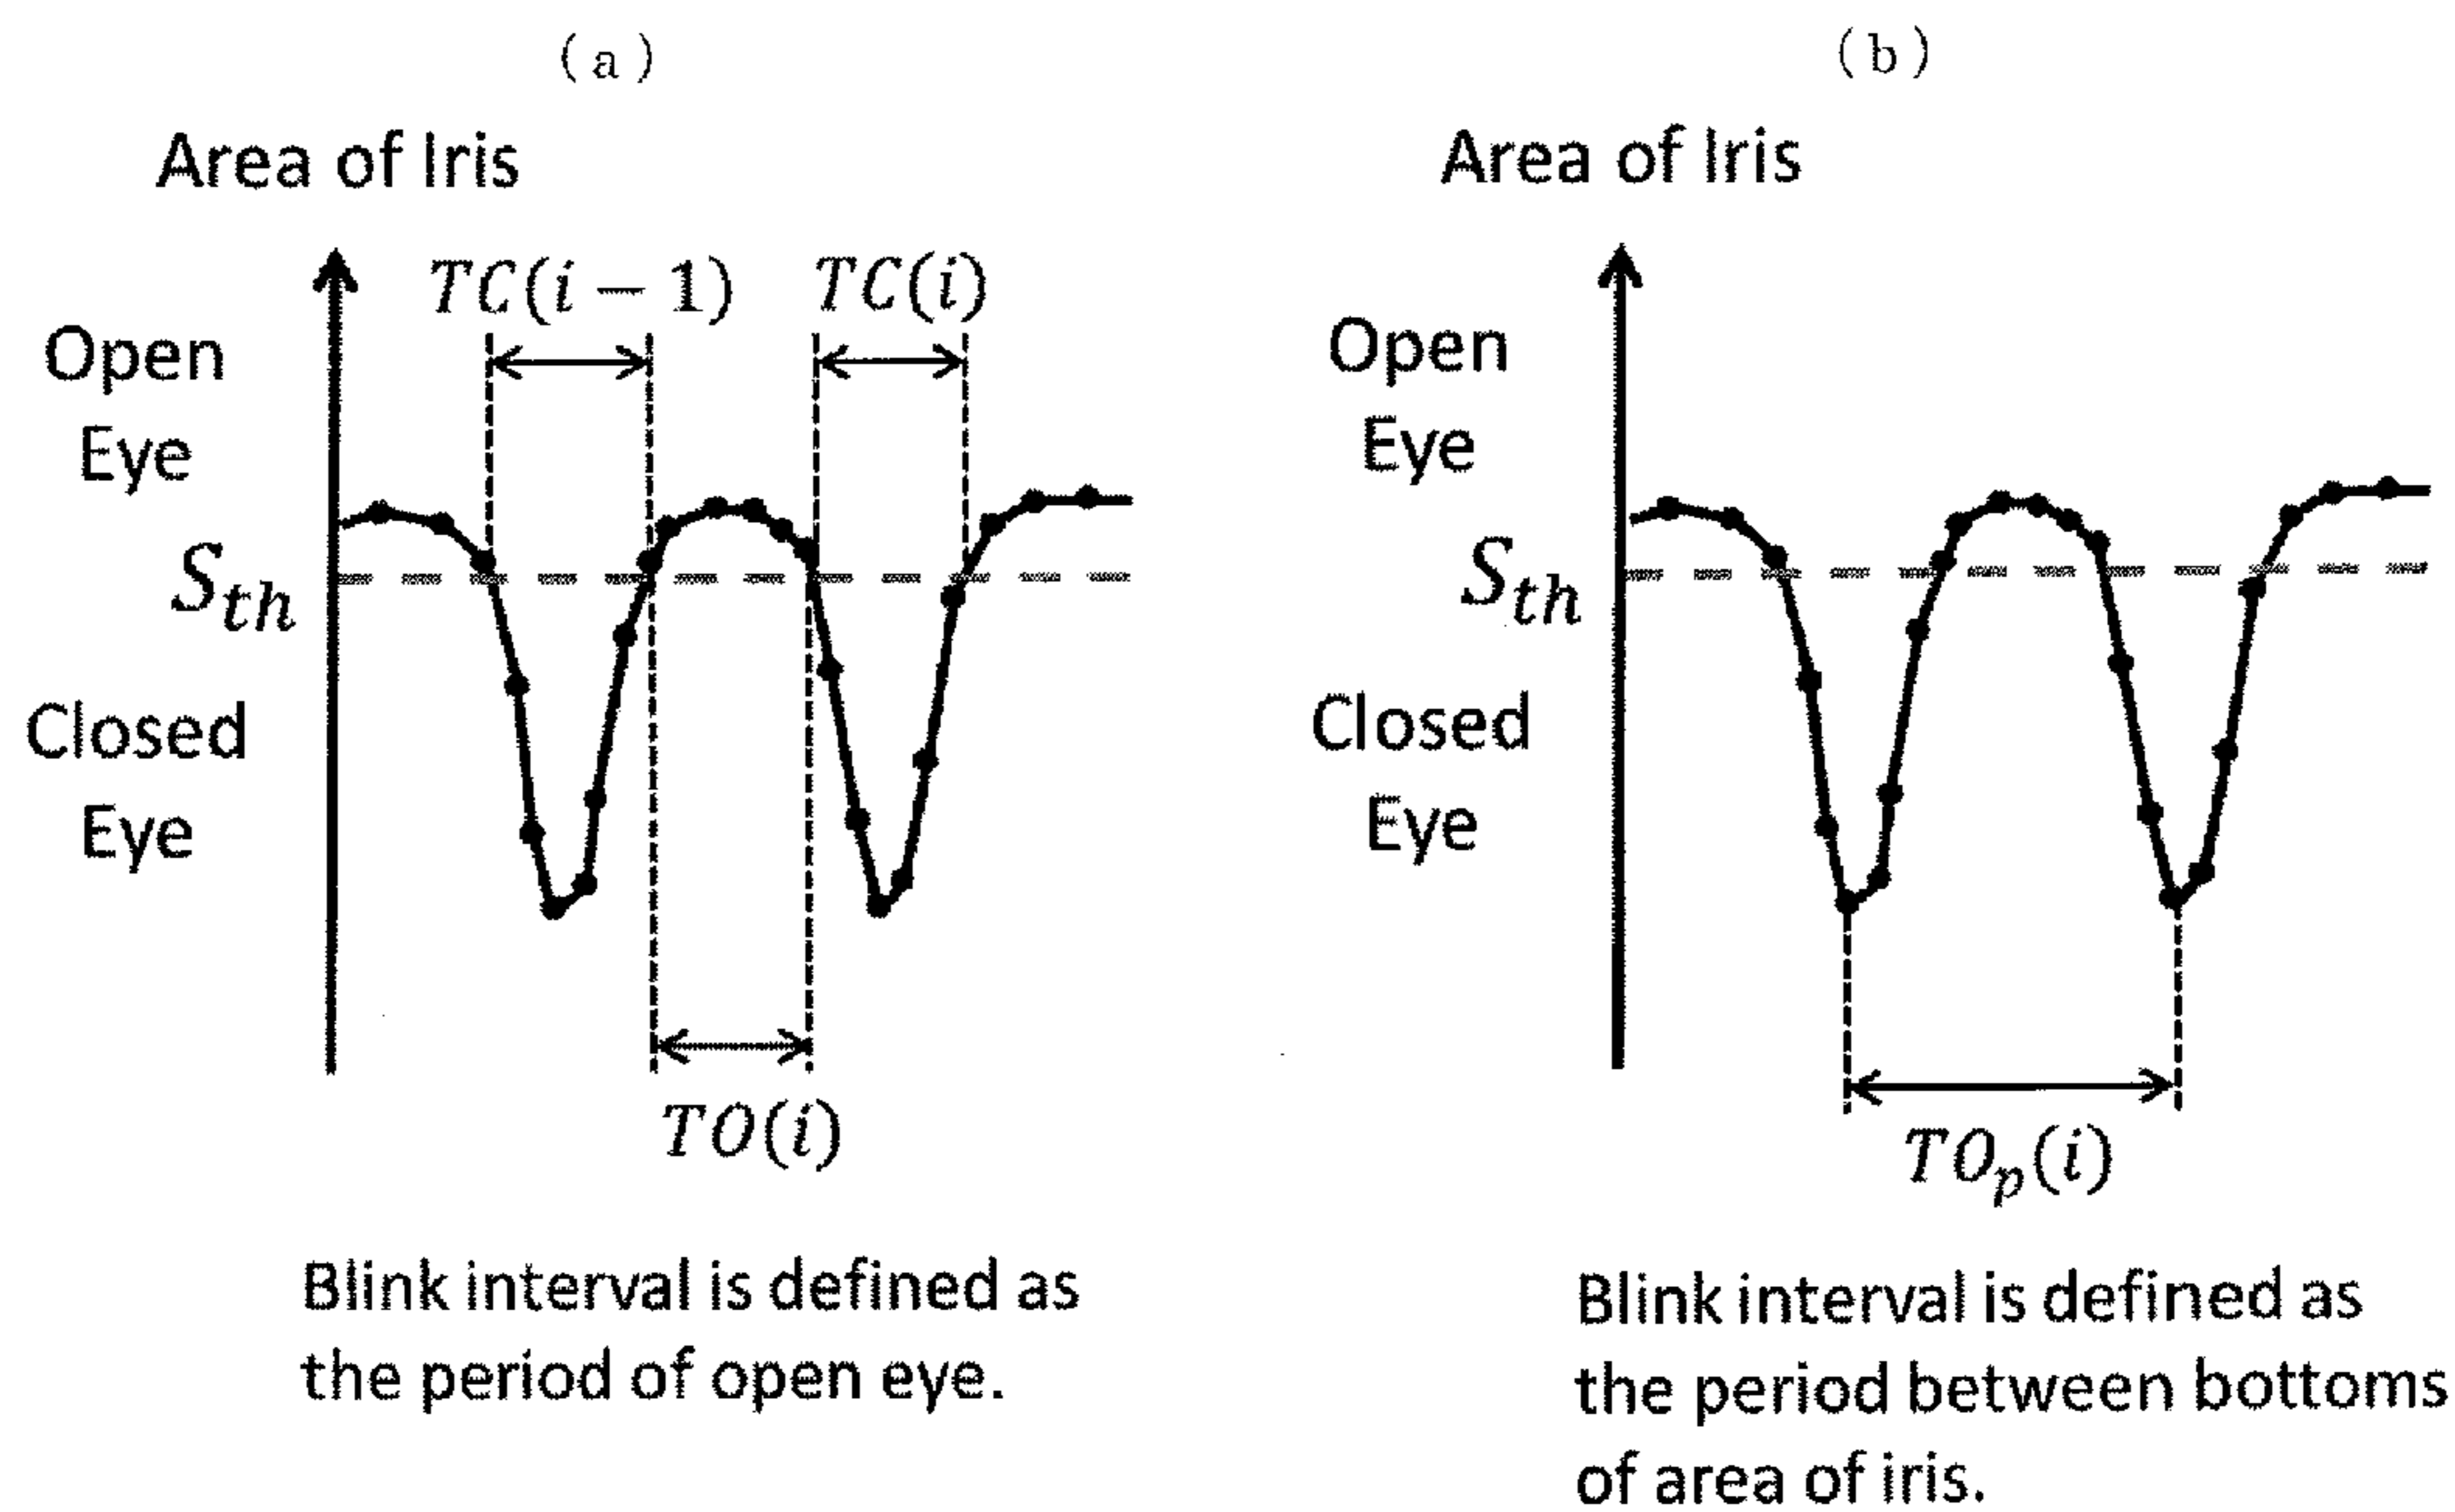 (a)
Area of Iris
TC(i − 1)
TC(i)
Open
Eye
S_th
Closed
Eye
TO(i)
Blink interval is defined as
the period of open eye.
(b)
Area of Iris
Open
Eye
S_th
Closed
Eye
TO_p(i)
Blink interval is defined as
the period between bottoms
of area of iris.